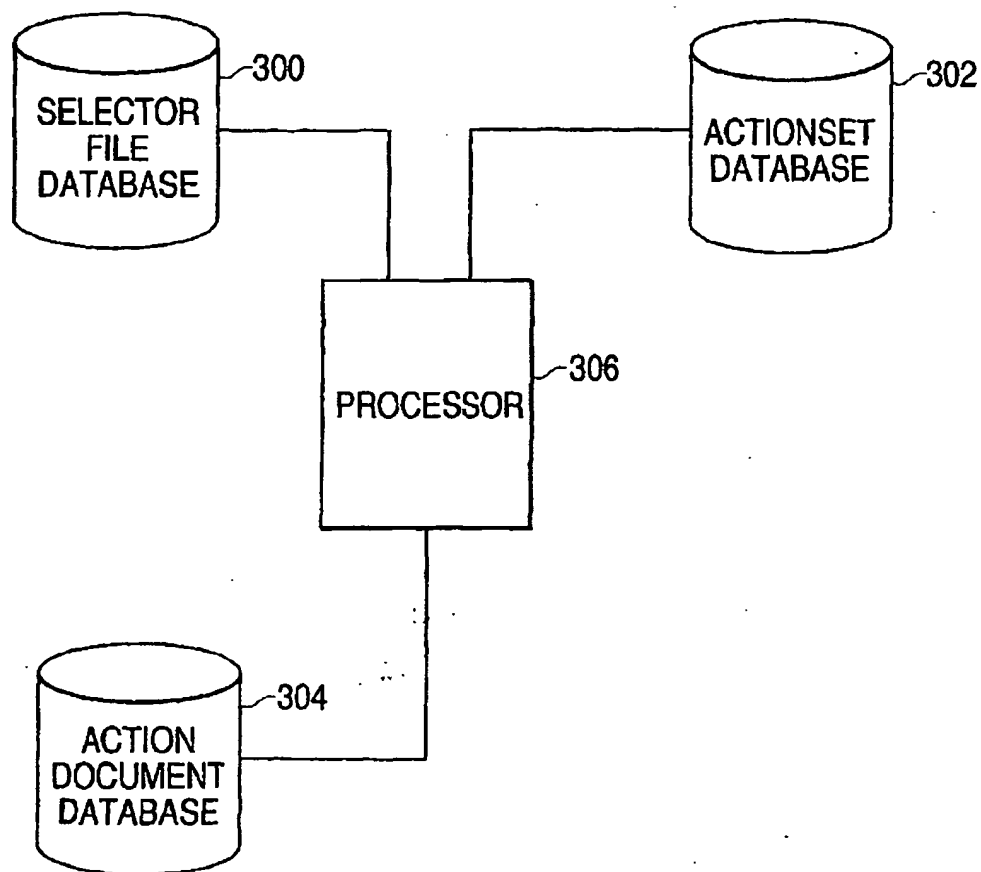 300
SELECTOR
FILE
DATABASE
302
ACTIONSET
DATABASE
306
PROCESSOR
304
ACTION
DOCUMENT
DATABASE